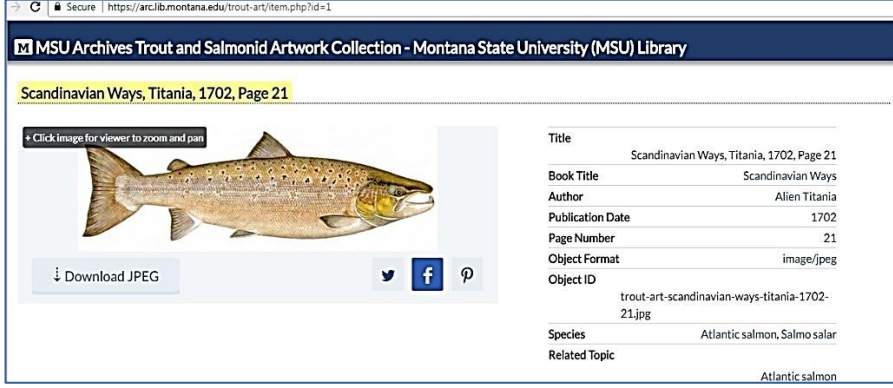 Secure | https://arc.lib.montana.edu/trout-art/item.php?id=1
M MSU Archives Trout and Salmonid Artwork Collection - Montana State University (MSU) Library
Scandinavian Ways, Titania, 1702, Page 21
+ Click image for viewer to zoom and pan
Download JPEG
f
Title
Scandinavian Ways, Titania, 1702, Page 21
Book Title Scandinavian Ways
Author Alien Titania
Publication Date 1702
Page Number 21
Object Format image/jpeg
Object ID
trout-art-scandinavian-ways-titania-1702-
21.jpg
Species Atlantic salmon, Salmo salar
Related Topic
Atlantic salmon